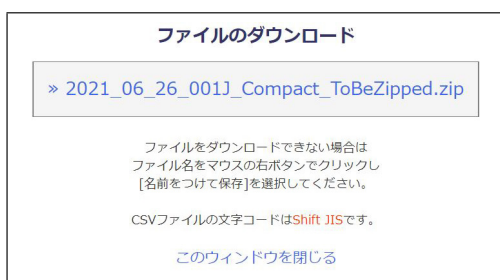 ファイルのダウンロード
» 2021_06_26_001J_Compact_ToBeZipped.zip
ファイルをダウンロードできない場合は
ファイル名をマウスの右ボタンでクリックし
[名前をつけて保存]を選択してください。
CSVファイルの文字コードはShift JISです。
このウィンドウを閉じる